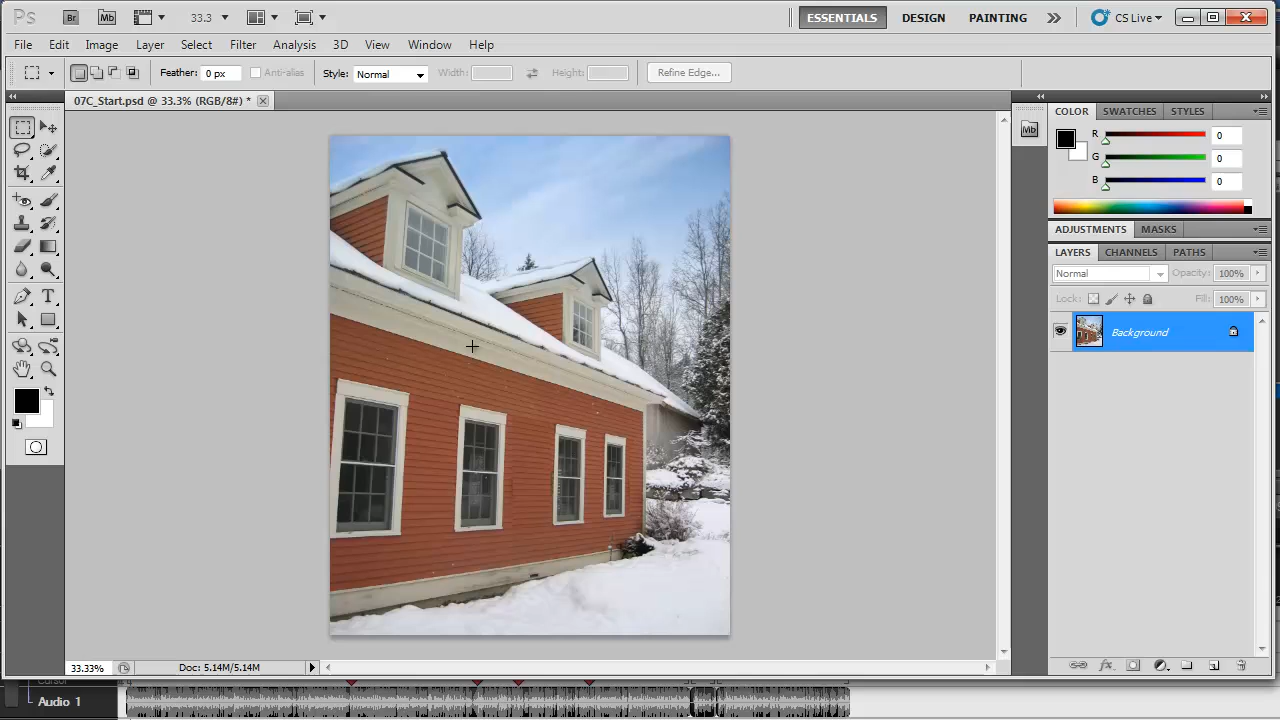 Ps Br Mb 33.3 ESSENTIALS DESIGN PAINTING CS Live
File Edit Image Layer Select Filter Analysis 3D View Window Help
Feather: 0 px Anti-alias Style: Normal Width: Height: Refine Edge...
07C_Start.psd @ 33.3% (RGB/8#) *
Mb
COLOR SWATCHES STYLES
R 0
G 0
B 0
ADJUSTMENTS MASKS
LAYERS CHANNELS PATHS
Normal Opacity: 100%
Lock: Fill: 100%
Background
T
33.33% Doc: 5.14M/5.14M
Cursor
Audio 1